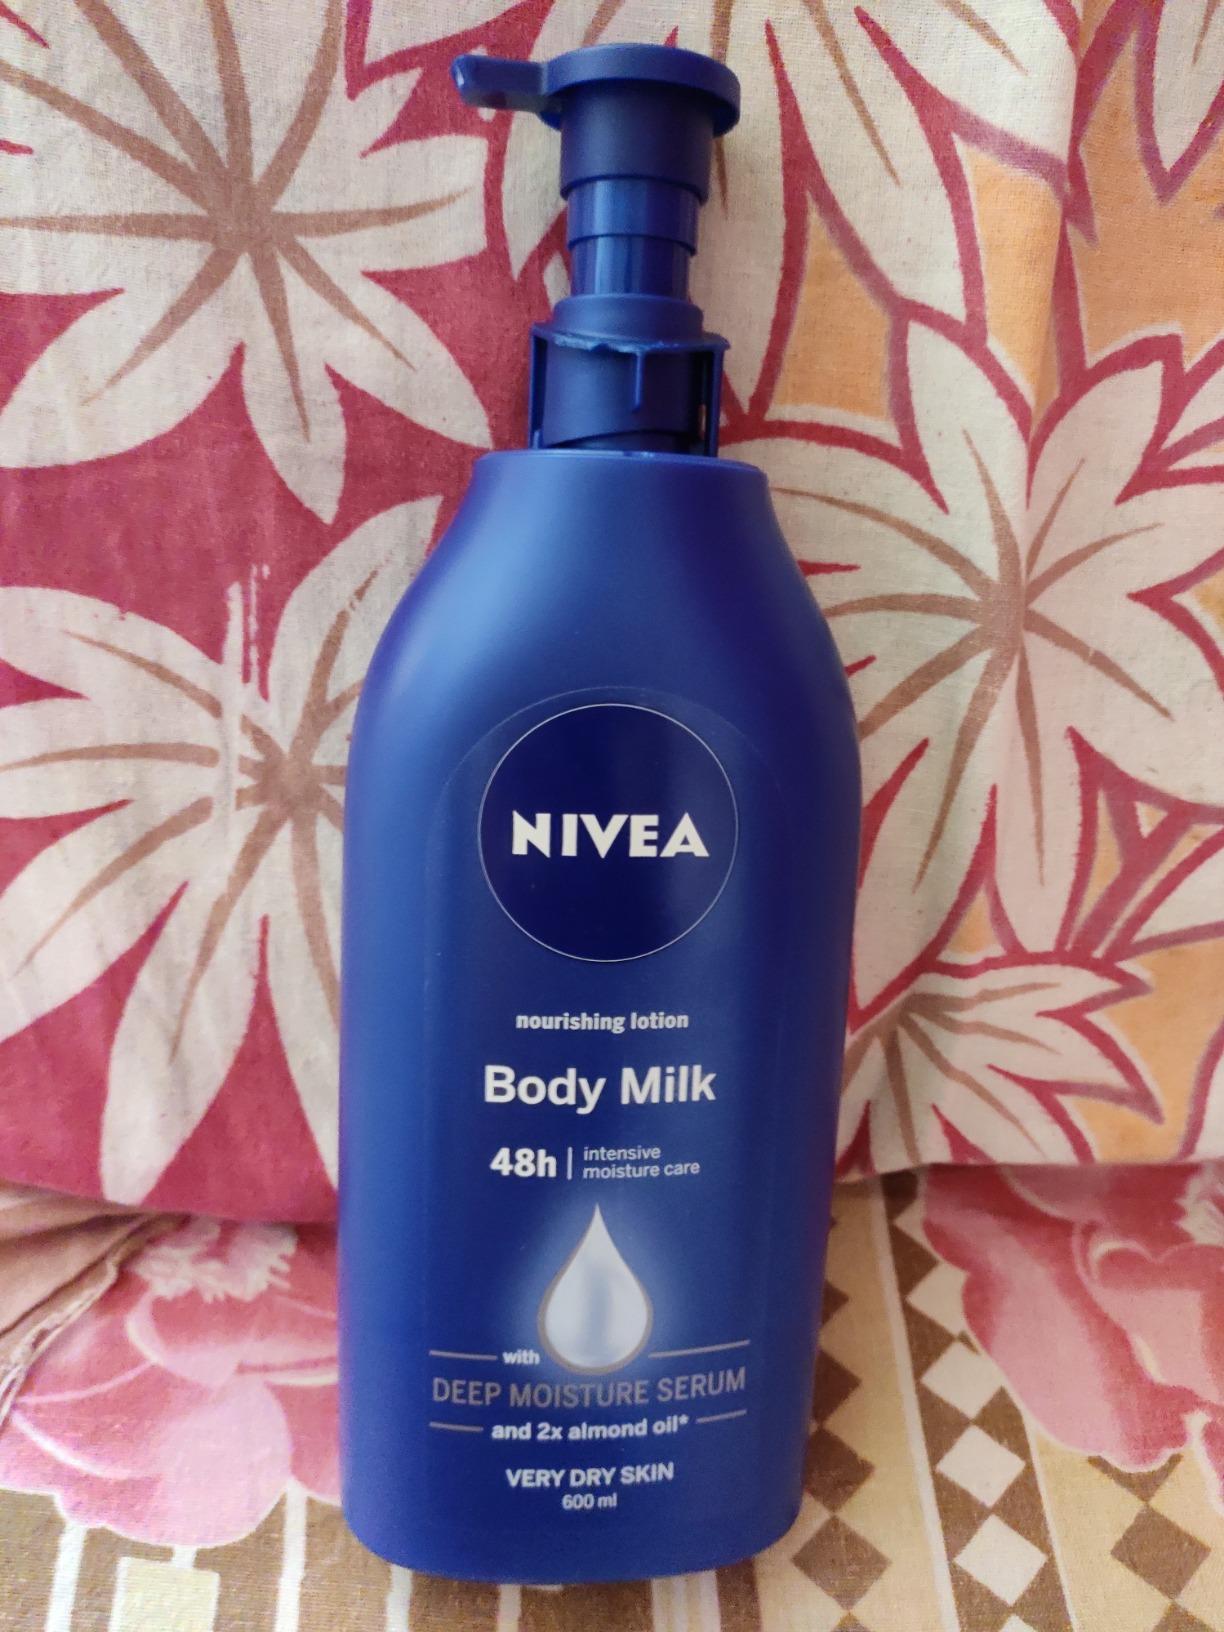 NIVEA
nourishing lotion
Body Milk
48h | intensive
moisture care
with
DEEP MOISTURE SERUM
and 2x almond oil*
VERY DRY SKIN
600 ml